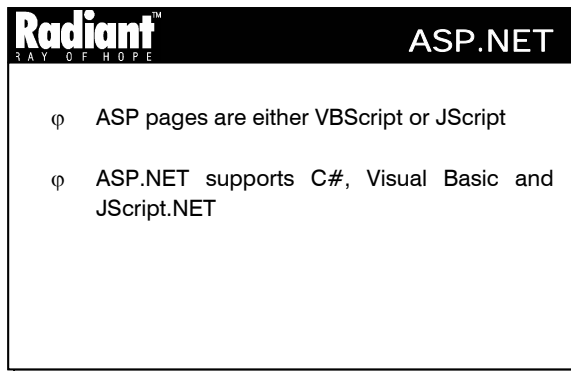 Radiant™
RAY OF HOPE
ASP.NET
φ ASP pages are either VBScript or JScript
φ ASP.NET supports C#, Visual Basic and
JScript.NET